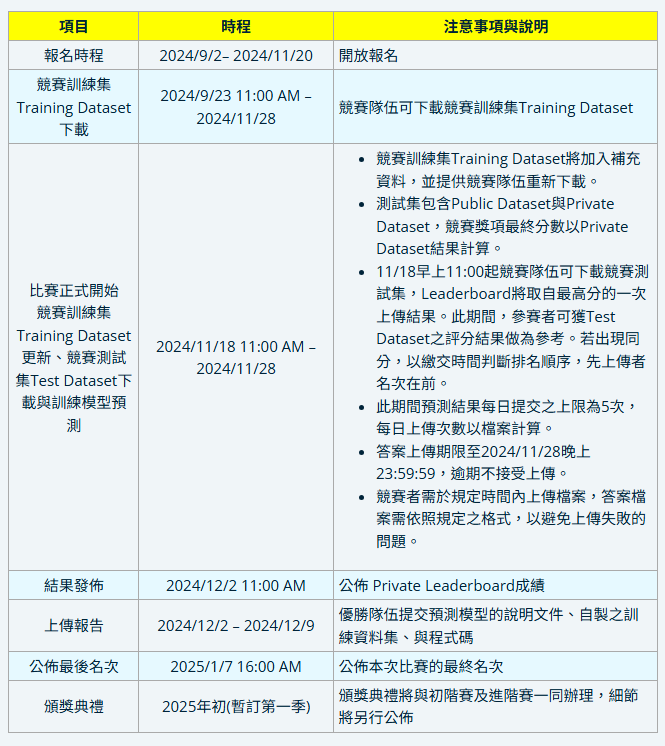 項目 時程 注意事項與說明
報名時程 2024/9/2– 2024/11/20 開放報名
競賽訓練集
Training Dataset
下載
2024/9/23 11:00 AM –
2024/11/28
競賽隊伍可下載競賽訓練集Training Dataset
比賽正式開始
競賽訓練集
Training Dataset
更新、競賽測試
集Test Dataset下
載與訓練模型預
測
2024/11/18 11:00 AM –
2024/11/28
• 競賽訓練集Training Dataset將加入補充
資料，並提供競賽隊伍重新下載。
• 測試集包含Public Dataset與Private
Dataset，競賽獎項最終分數以Private
Dataset結果計算。
• 11/18早上11:00起競賽隊伍可下載競賽測
試集，Leaderboard將取自最高分的一次
上傳結果。此期間，參賽者可獲Test
Dataset之評分結果做為參考。若出現同
分，以繳交時間判斷排名順序，先上傳者
名次在前。
• 此期間預測結果每日提交之上限為5次，
每日上傳次數以檔案計算。
• 答案上傳期限至2024/11/28晚上
23:59:59，逾期不接受上傳。
• 競賽者需於規定時間內上傳檔案，答案檔
案需依照規定之格式，以避免上傳失敗的
問題。
結果發佈 2024/12/2 11:00 AM 公佈 Private Leaderboard成績
上傳報告 2024/12/2 – 2024/12/9
優勝隊伍提交預測模型的說明文件、自製之訓
練資料集、與程式碼
公佈最後名次 2025/1/7 16:00 AM 公佈本次比賽的最終名次
頒獎典禮 2025年初(暫訂第一季)
頒獎典禮將與初階賽及進階賽一同辦理，細節
將另行公佈